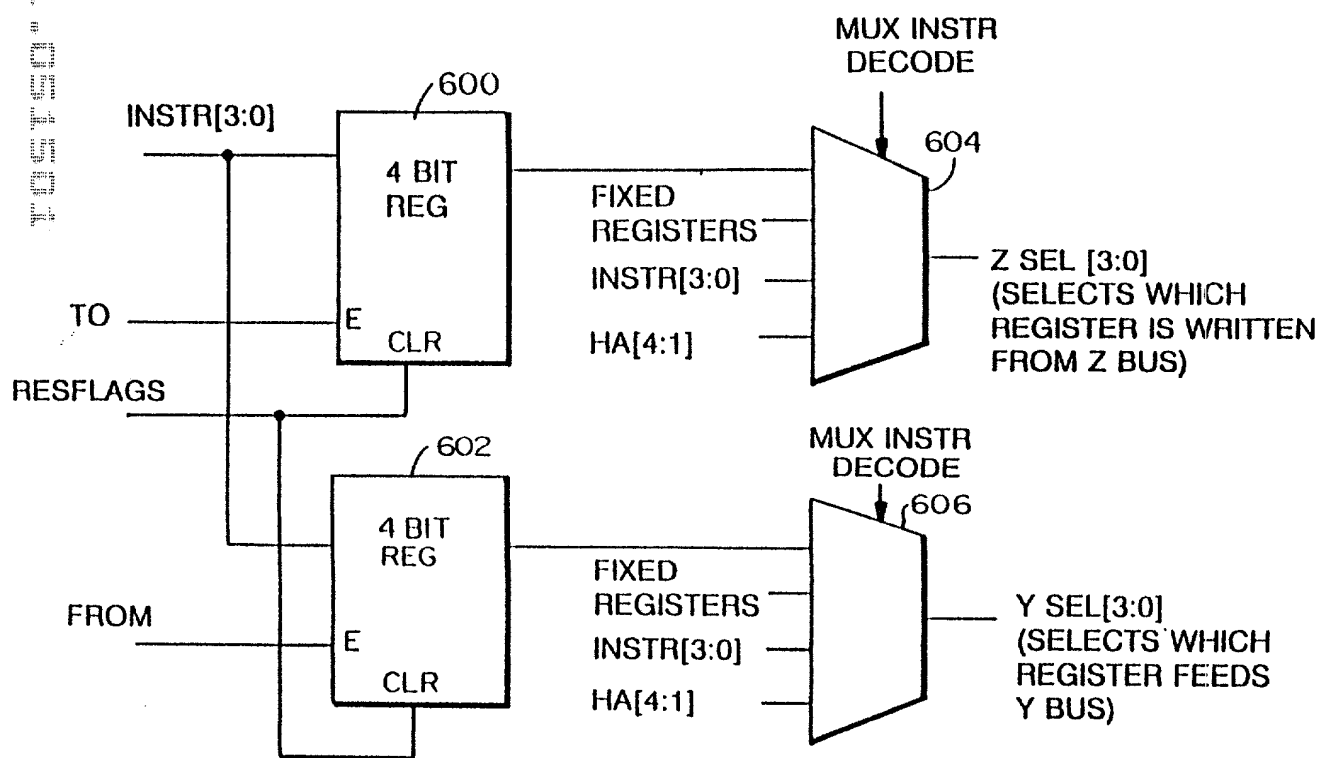 MUX INSTR
DECODE
600
INSTR[3:0]
4 BIT
REG
604
FIXED
REGISTERS
INSTR[3:0]
HA[4:1]
Z SEL [3:0]
(SELECTS WHICH
REGISTER IS WRITTEN
FROM Z BUS)
TO
E
CLR
RESFLAGS
602
MUX INSTR
DECODE
606
4 BIT
REG
FIXED
REGISTERS
INSTR[3:0]
HA[4:1]
Y SEL[3:0]
(SELECTS WHICH
REGISTER FEEDS
Y BUS)
FROM
E
CLR